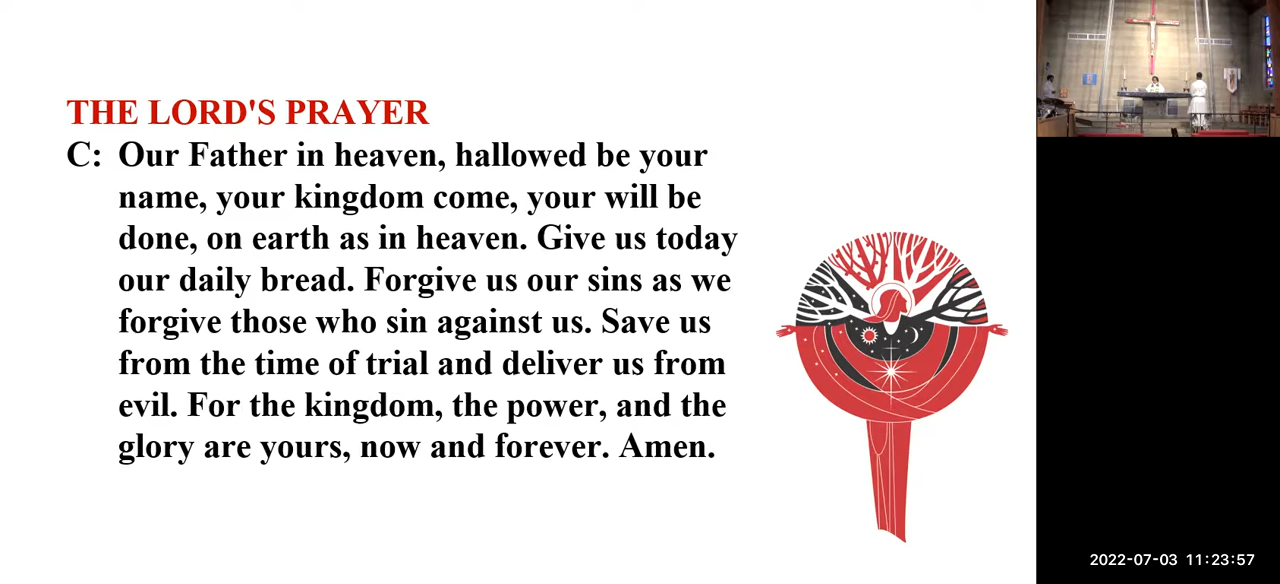 THE LORD'S PRAYER
C: Our Father in heaven, hallowed be your
name, your kingdom come, your will be
done, on earth as in heaven. Give us today
our daily bread. Forgive us our sins as we
forgive those who sin against us. Save us
from the time of trial and deliver us from
evil. For the kingdom, the power, and the
glory are yours, now and forever. Amen.
2022-07-03 11:23:57